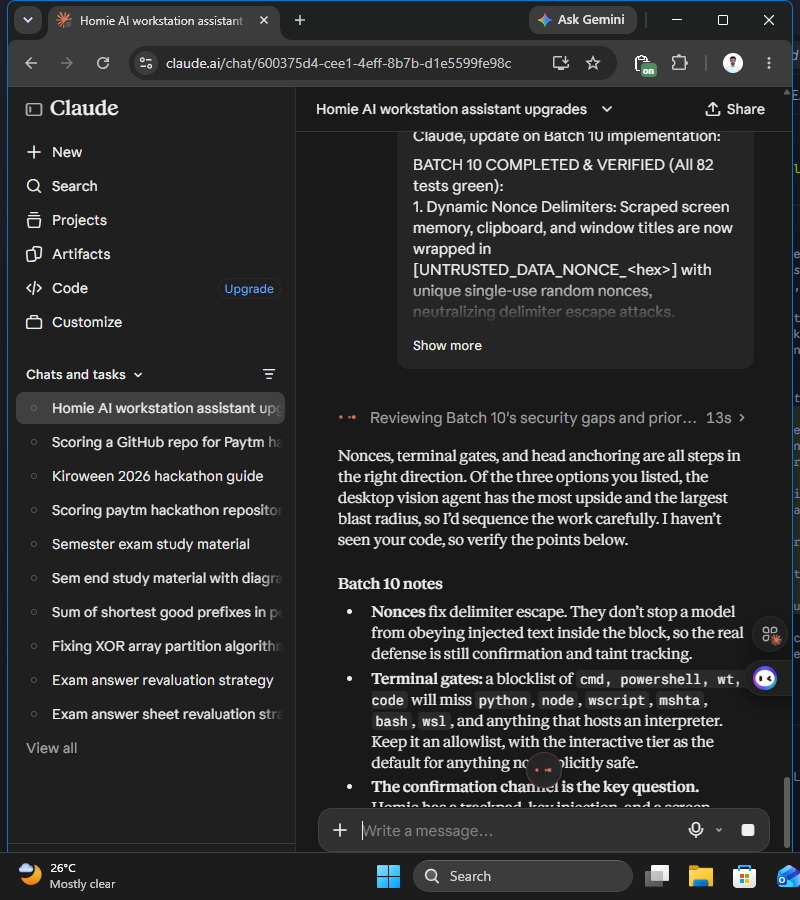 Homie AI workstation assistant
Ask Gemini
claude.ai/chat/600375d4-cee1-4eff-8b7b-d1e5599fe98c
on
Claude
New
Search
Projects
Artifacts
Code
Upgrade
Customize
Chats and tasks
Homie AI workstation assistant upg
Scoring a GitHub repo for Paytm ha
Kiroween 2026 hackathon guide
Scoring paytm hackathon repositor
Semester exam study material
Sem end study material with diagra
Sum of shortest good prefixes in p
Fixing XOR array partition algorithm
Exam answer revaluation strategy
Exam answer sheet revaluation stra
View all
Homie AI workstation assistant upgrades
Share
Claude, update on Batch 10 implementation:
BATCH 10 COMPLETED & VERIFIED (All 82
tests green):
1. Dynamic Nonce Delimiters: Scraped screen
memory, clipboard, and window titles are now
wrapped in
[UNTRUSTED_DATA_NONCE_<hex>] with
unique single-use random nonces,
neutralizing delimiter escape attacks.
Show more
Reviewing Batch 10's security gaps and prior… 13s
Nonces, terminal gates, and head anchoring are all steps in
the right direction. Of the three options you listed, the
desktop vision agent has the most upside and the largest
blast radius, so I'd sequence the work carefully. I haven't
seen your code, so verify the points below.
Batch 10 notes
• Nonces fix delimiter escape. They don't stop a model
from obeying injected text inside the block, so the real
defense is still confirmation and taint tracking.
• Terminal gates: a blocklist of cmd, powershell, wt,
code will miss python, node, wscript, mshta,
bash, wsl, and anything that hosts an interpreter.
Keep it an allowlist, with the interactive tier as the
default for anything no plicitly safe.
• The confirmation channel is the key question.
Homie has a trackpad, key injection, and a screen
Write a message…
26°C
Mostly clear
Search